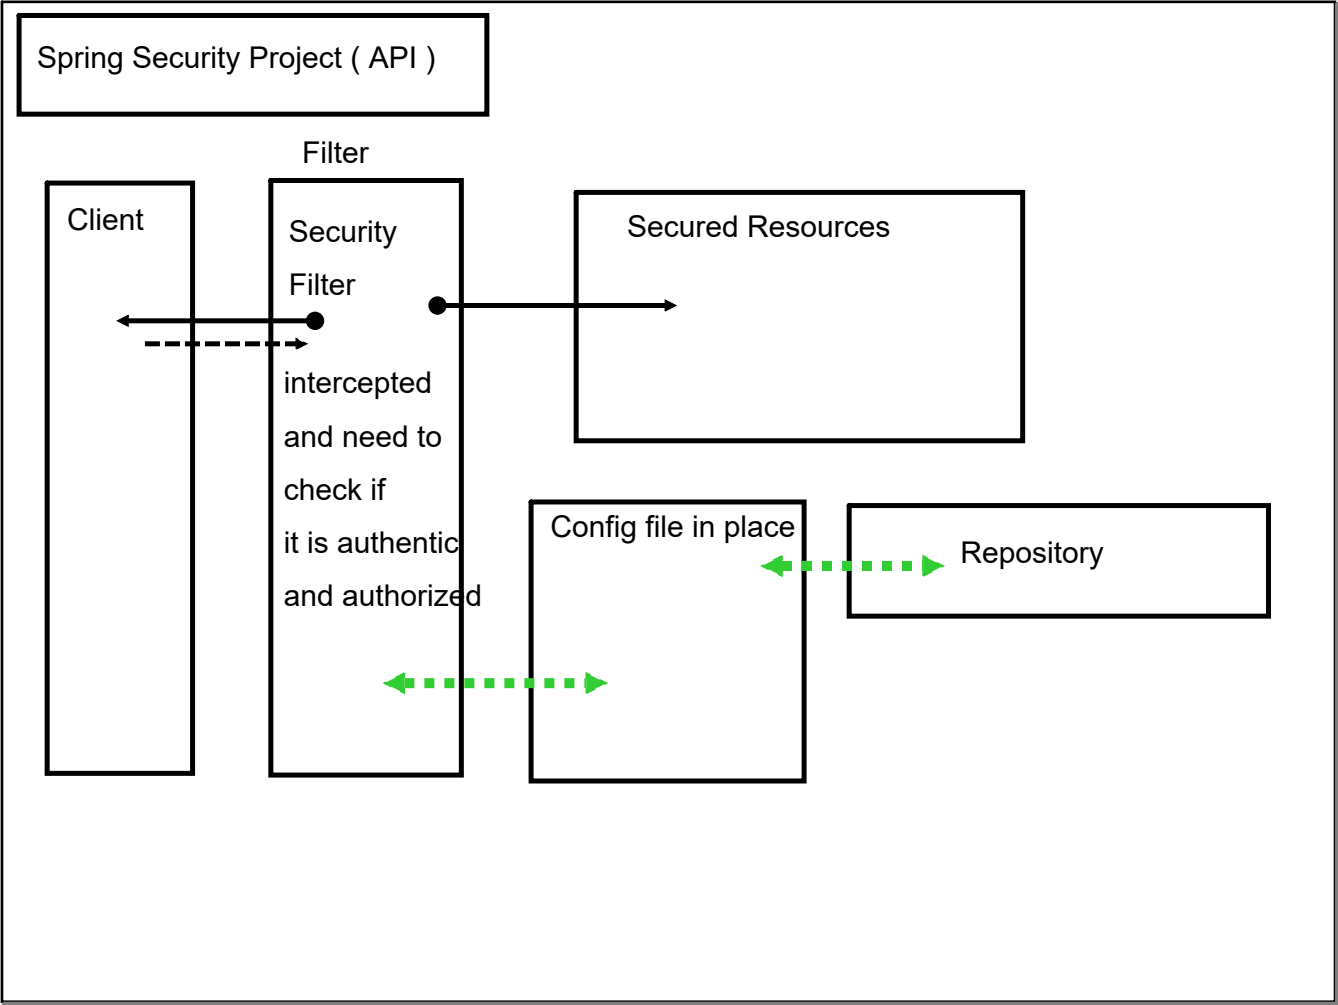 Spring Security Project ( API )
Filter
Client
Security
Filter
intercepted
and need to
check if
it is authentic
and authorized
Secured Resources
Config file in place
Repository